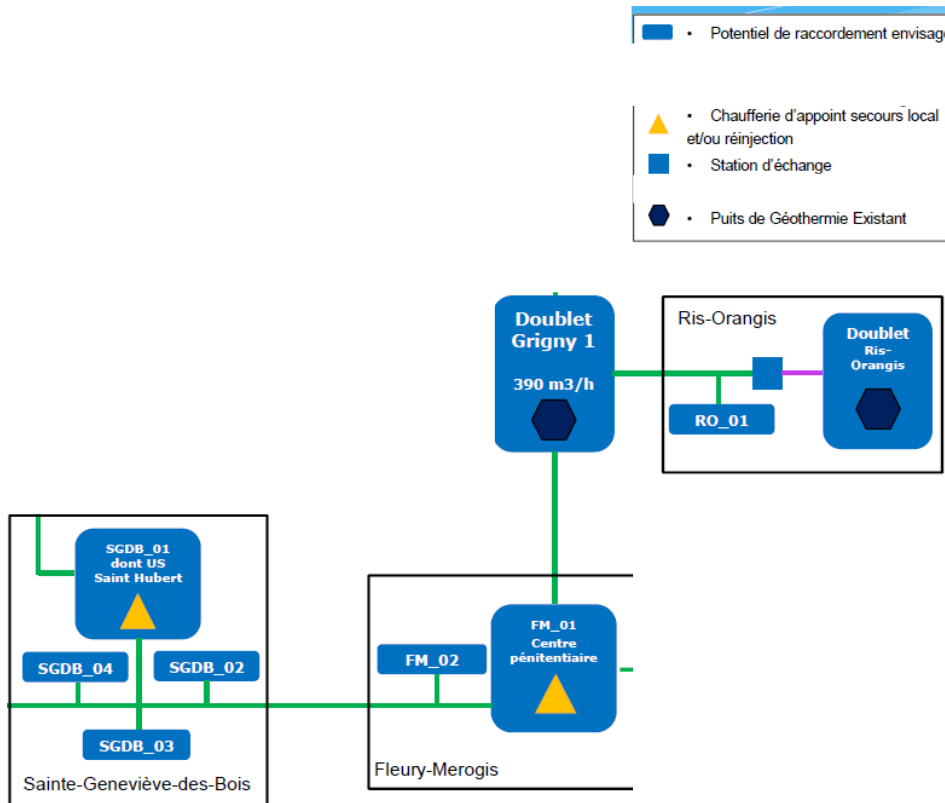 • Potentiel de raccordement envisag
• Chaufferie d'appoint secours local
et/ou réinjection
• Station d'échange
• Puits de Géothermie Existant
Doublet
Grigny 1
390 m3/h
Ris-Orangis
Doublet
Ris-
Orangis
RO_01
SGDB_01
dont US
Saint Hubert
SGDB_04
SGDB_02
SGDB_03
Sainte-Geneviève-des-Bois
FM_02
FM_01
Centre
pénitentiaire
Fleury-Merogis